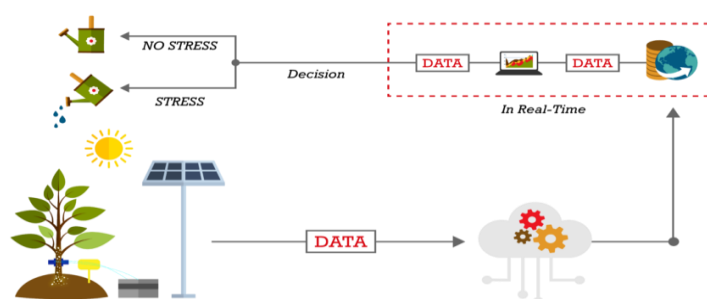 NO STRESS
STRESS
Decision
DATA
DATA
In Real-Time
DATA